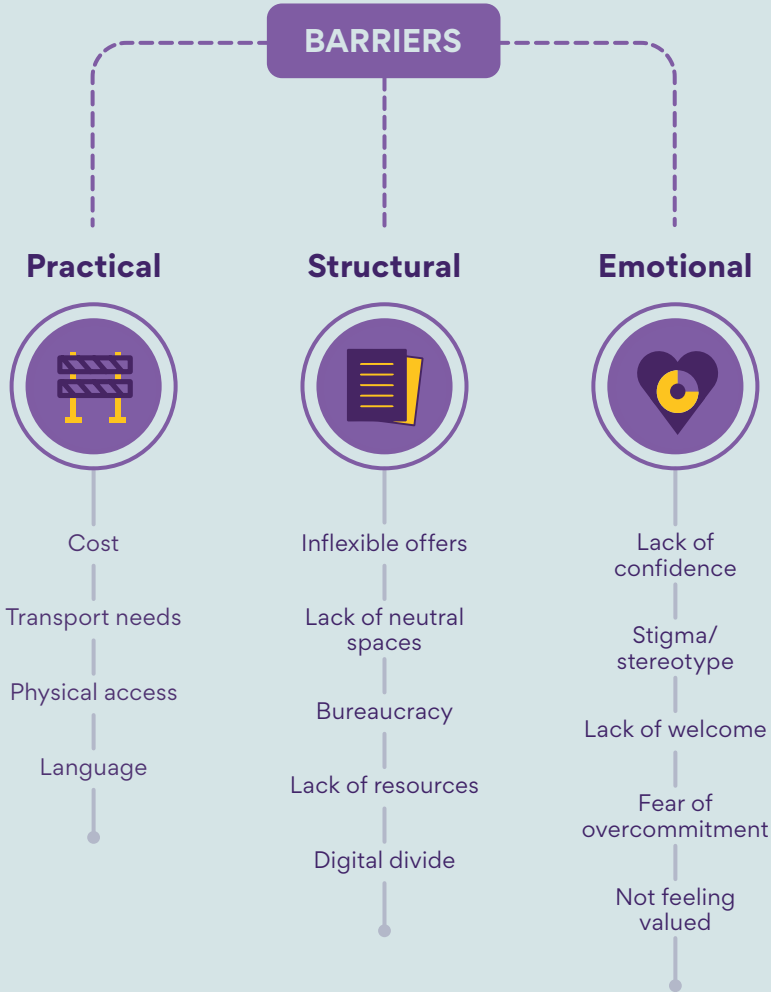 BARRIERS
Practical
Cost
Transport needs
Physical access
Language
Structural
Inflexible offers
Lack of neutral
spaces
Bureaucracy
Lack of resources
Digital divide
Emotional
Lack of
confidence
Stigma/
stereotype
Lack of welcome
Fear of
overcommitment
Not feeling
valued